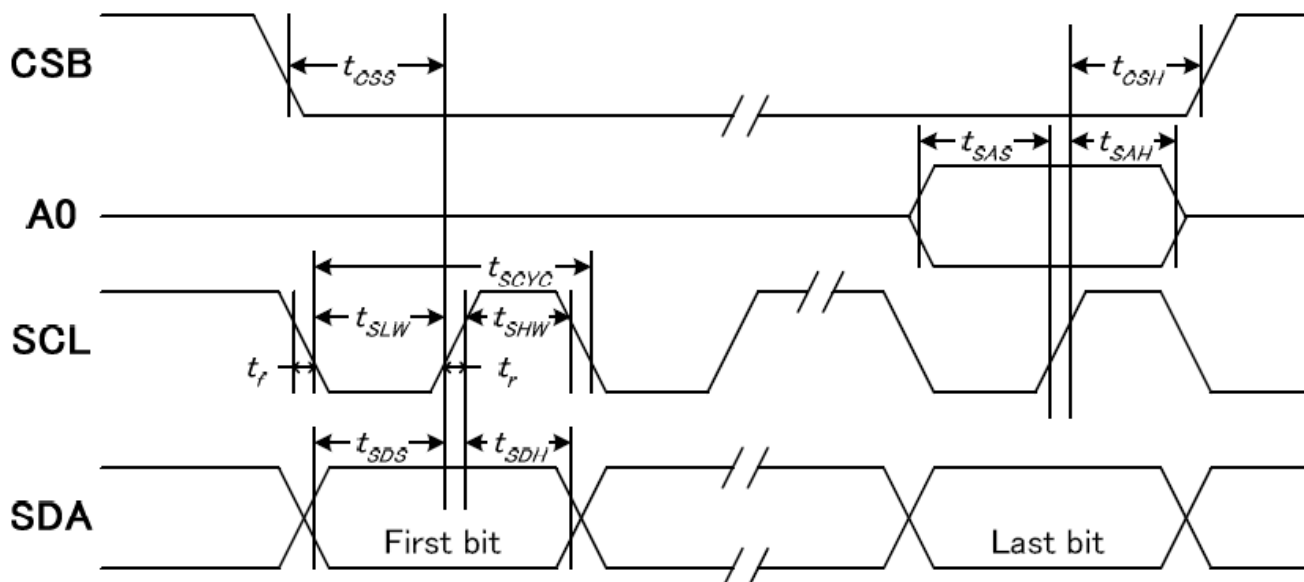 CSB
tCSS
tCSH
tSAS
tSAH
A0
tSCYC
tSLW
tSHW
SCL
tf
tr
tSDS
tSDH
SDA
First bit
Last bit